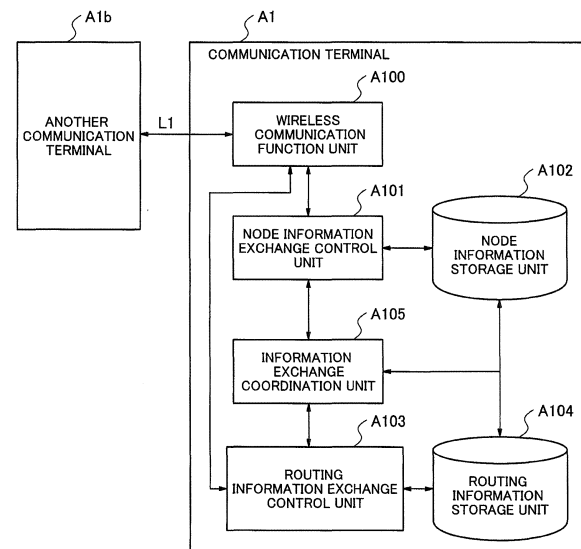 A1b
A1
COMMUNICATION TERMINAL
ANOTHER
COMMUNICATION
TERMINAL
L1
A100
WIRELESS
COMMUNICATION
FUNCTION UNIT
A101
NODE INFORMATION
EXCHANGE CONTROL
UNIT
A102
NODE
INFORMATION
STORAGE UNIT
A105
INFORMATION
EXCHANGE
COORDINATION UNIT
A103
ROUTING
INFORMATION EXCHANGE
CONTROL UNIT
A104
ROUTING
INFORMATION
STORAGE UNIT